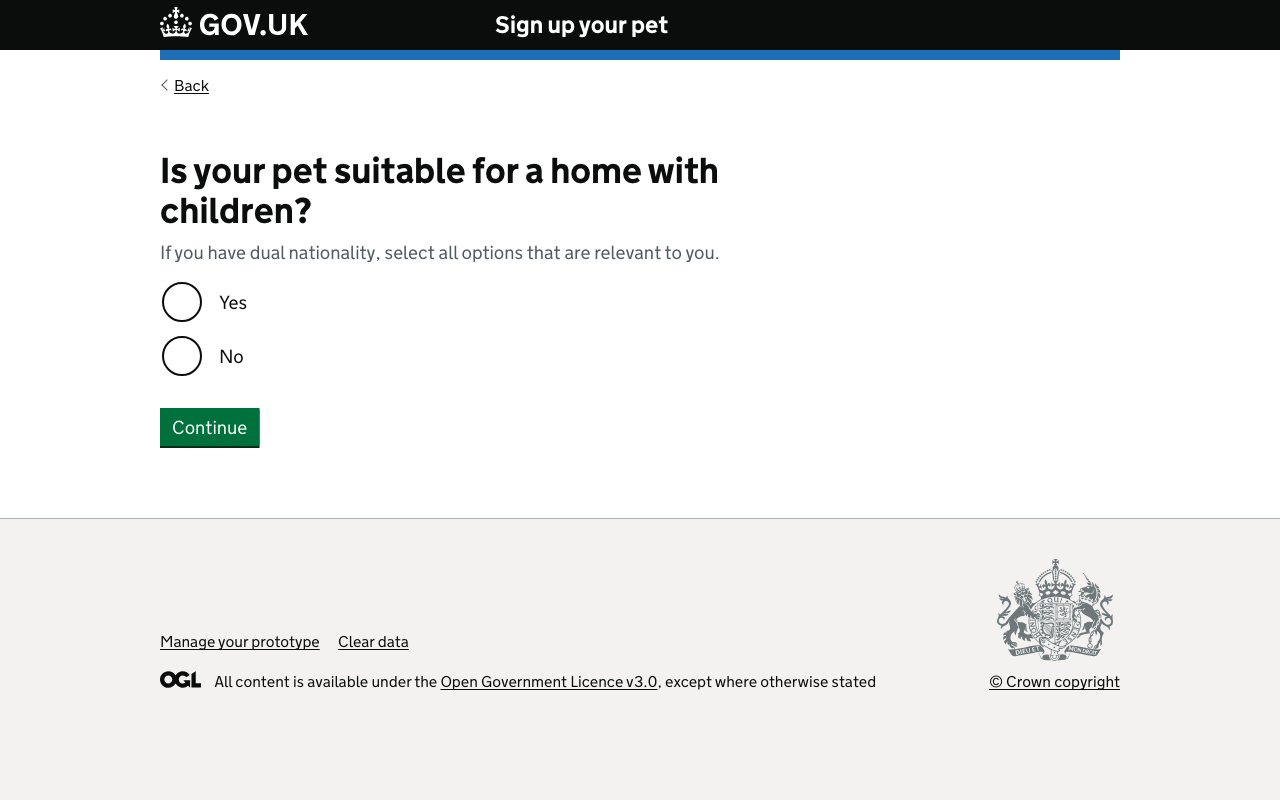 GOV.UK
Sign up your pet
Back
Is your pet suitable for a home with
children?
If you have dual nationality, select all options that are relevant to you.
Yes
No
Continue
Manage your prototype
Clear data
OGL
All content is available under the Open Government Licence v3.0, except where otherwise stated
© Crown copyright